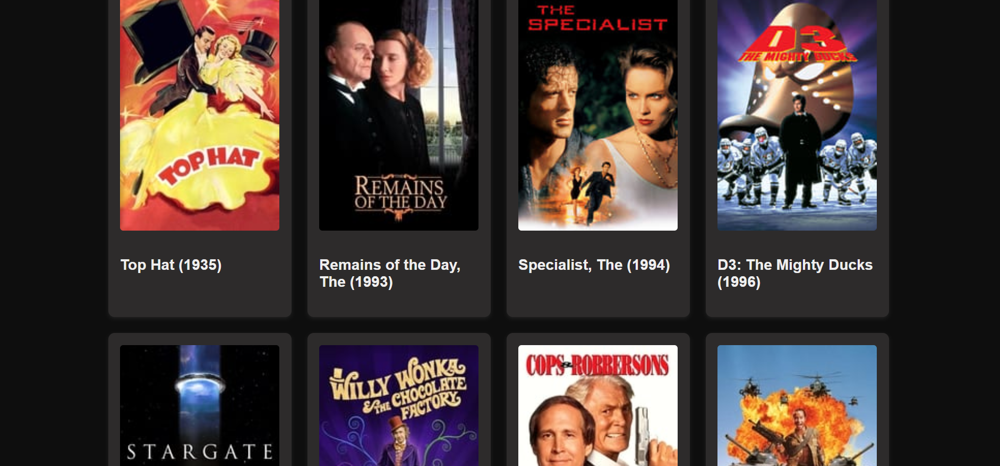 TOP HAT
REMAINS
OF THE DAY
THE
SPECIALIST
D3
THE MIGHTY DUCKS
Top Hat (1935)
Remains of the Day,
The (1993)
Specialist, The (1994)
D3: The Mighty Ducks
(1996)
STARGATE
WILLY WONKA
& THE CHOCOLATE
FACTORY
COPS & ROBBERSONS